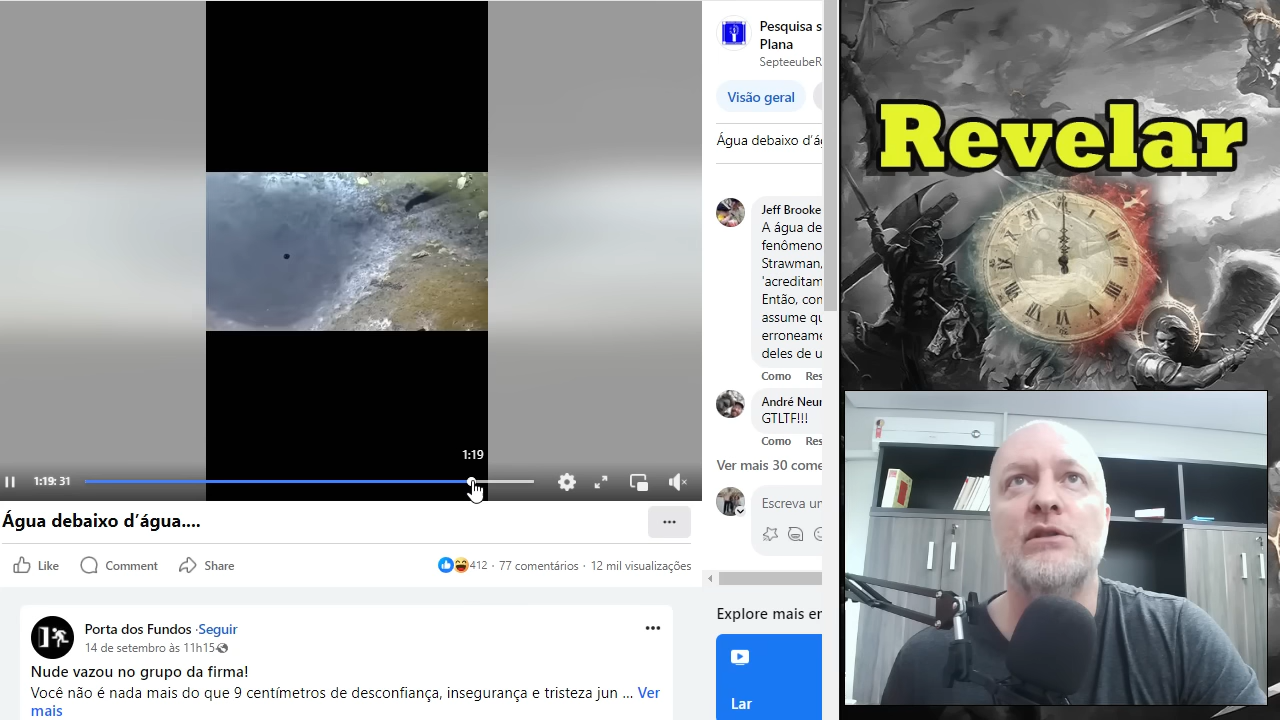 1:19
1:19: 31
Água debaixo d´água....
Like
Comment
Share
412 · 77 comentários · 12 mil visualizações
Porta dos Fundos ·Seguir
14 de setembro às 11h15
Nude vazou no grupo da firma!
Você não é nada mais do que 9 centímetros de desconfiança, insegurança e tristeza jun ... Ver
mais
Pesquisa s
Plana
SepteeubeR
Visão geral
Água debaixo d´ág
Jeff Brooke
A água de
fenômeno
Strawman,
'acreditam
Então, con
assume qu
erroneame
deles de u
Como Res
André Neur
GTLTF!!!
Como Res
Ver mais 30 come
Escreva um
Explore mais en
Lar
Revelar